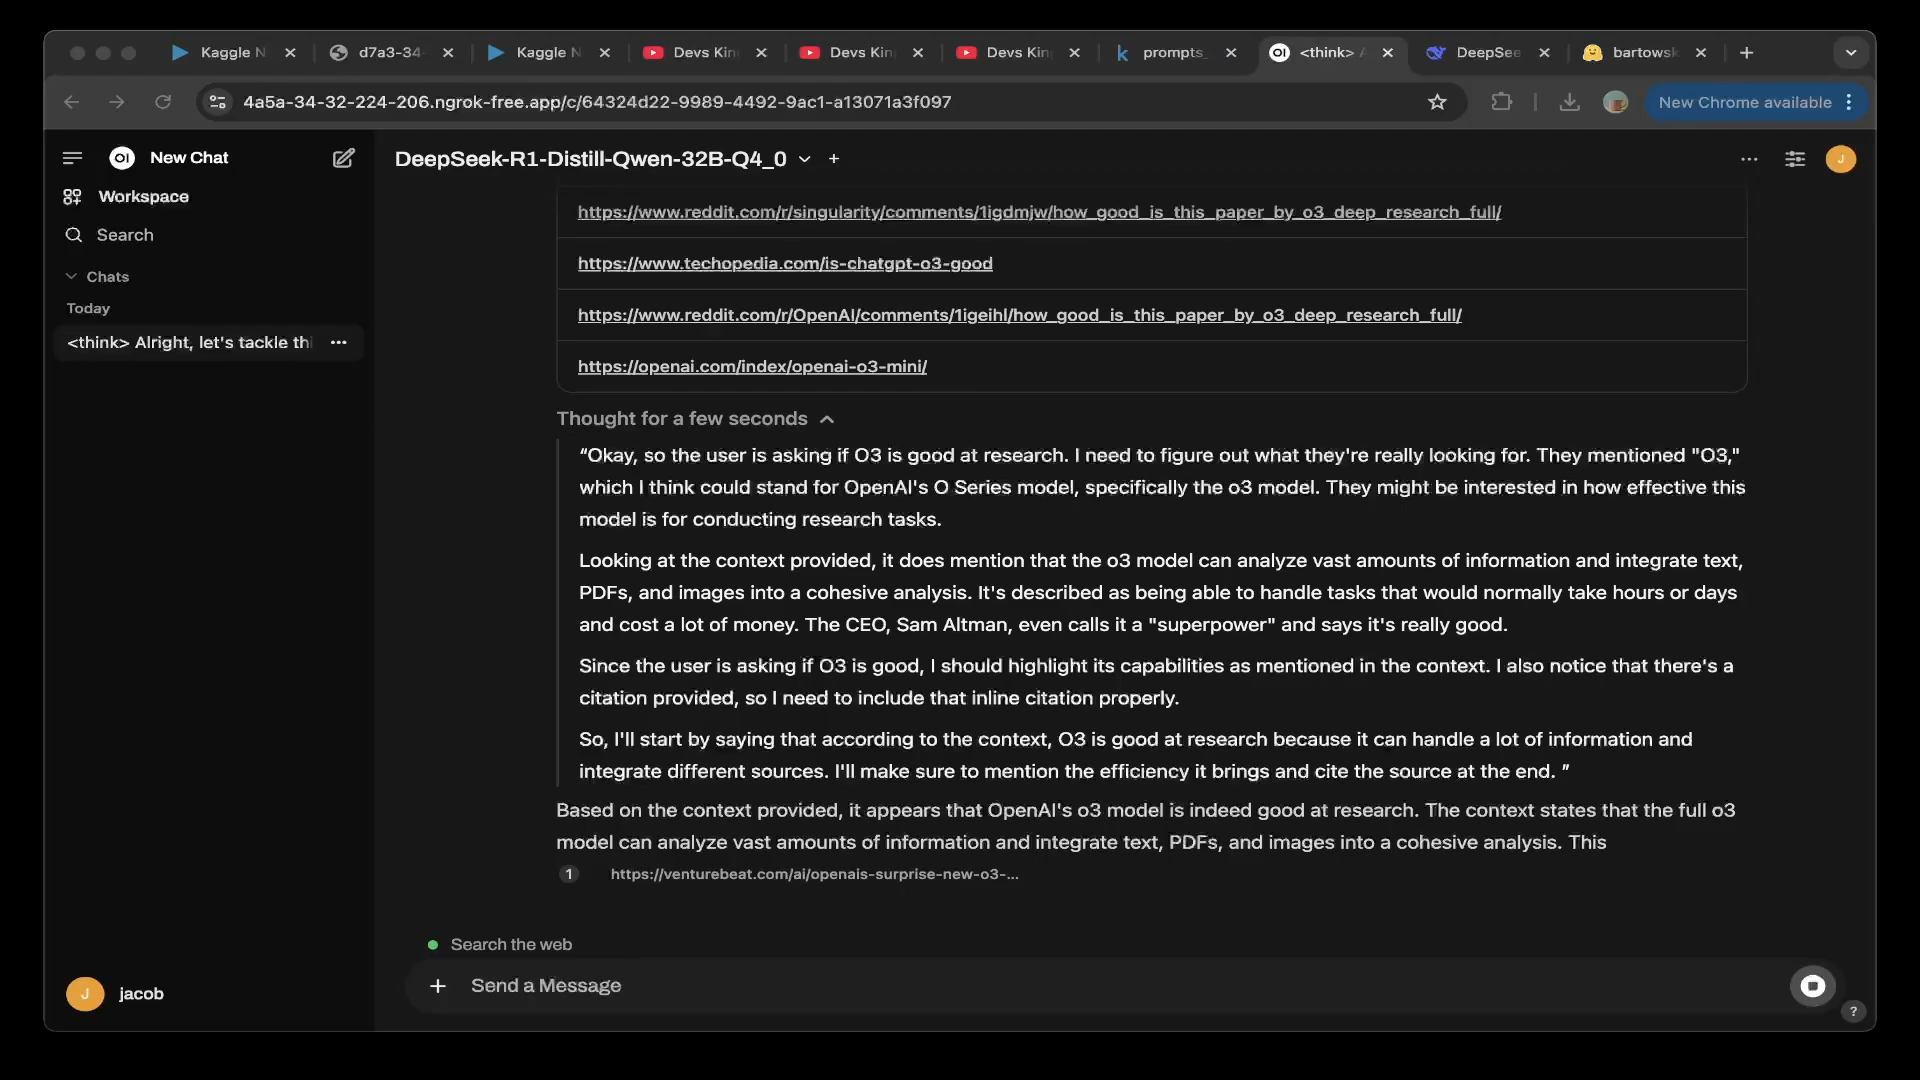 Kaggle N
d7a3-34-
Kaggle N
Devs Kin
Devs Kin
Devs Kin
prompts_
<think> A
DeepSee
bartowsk
4a5a-34-32-224-206.ngrok-free.app/c/64324d22-9989-4492-9ac1-a13071a3f097
New Chrome available
OI
New Chat
DeepSeek-R1-Distill-Qwen-32B-Q4_0
J
Workspace
Search
Chats
Today
<think> Alright, let's tackle thi
https://www.reddit.com/r/singularity/comments/1igdmjw/how_good_is_this_paper_by_o3_deep_research_full/
https://www.techopedia.com/is-chatgpt-o3-good
https://www.reddit.com/r/OpenAI/comments/1igeihl/how_good_is_this_paper_by_o3_deep_research_full/
https://openai.com/index/openai-o3-mini/
Thought for a few seconds
“Okay, so the user is asking if O3 is good at research. I need to figure out what they're really looking for. They mentioned "O3,"
which I think could stand for OpenAI's O Series model, specifically the o3 model. They might be interested in how effective this
model is for conducting research tasks.
Looking at the context provided, it does mention that the o3 model can analyze vast amounts of information and integrate text,
PDFs, and images into a cohesive analysis. It's described as being able to handle tasks that would normally take hours or days
and cost a lot of money. The CEO, Sam Altman, even calls it a "superpower" and says it's really good.
Since the user is asking if O3 is good, I should highlight its capabilities as mentioned in the context. I also notice that there's a
citation provided, so I need to include that inline citation properly.
So, I'll start by saying that according to the context, O3 is good at research because it can handle a lot of information and
integrate different sources. I'll make sure to mention the efficiency it brings and cite the source at the end. ”
Based on the context provided, it appears that OpenAI's o3 model is indeed good at research. The context states that the full o3
model can analyze vast amounts of information and integrate text, PDFs, and images into a cohesive analysis. This
1 https://venturebeat.com/ai/openais-surprise-new-o3-...
Search the web
Send a Message
J
jacob
?